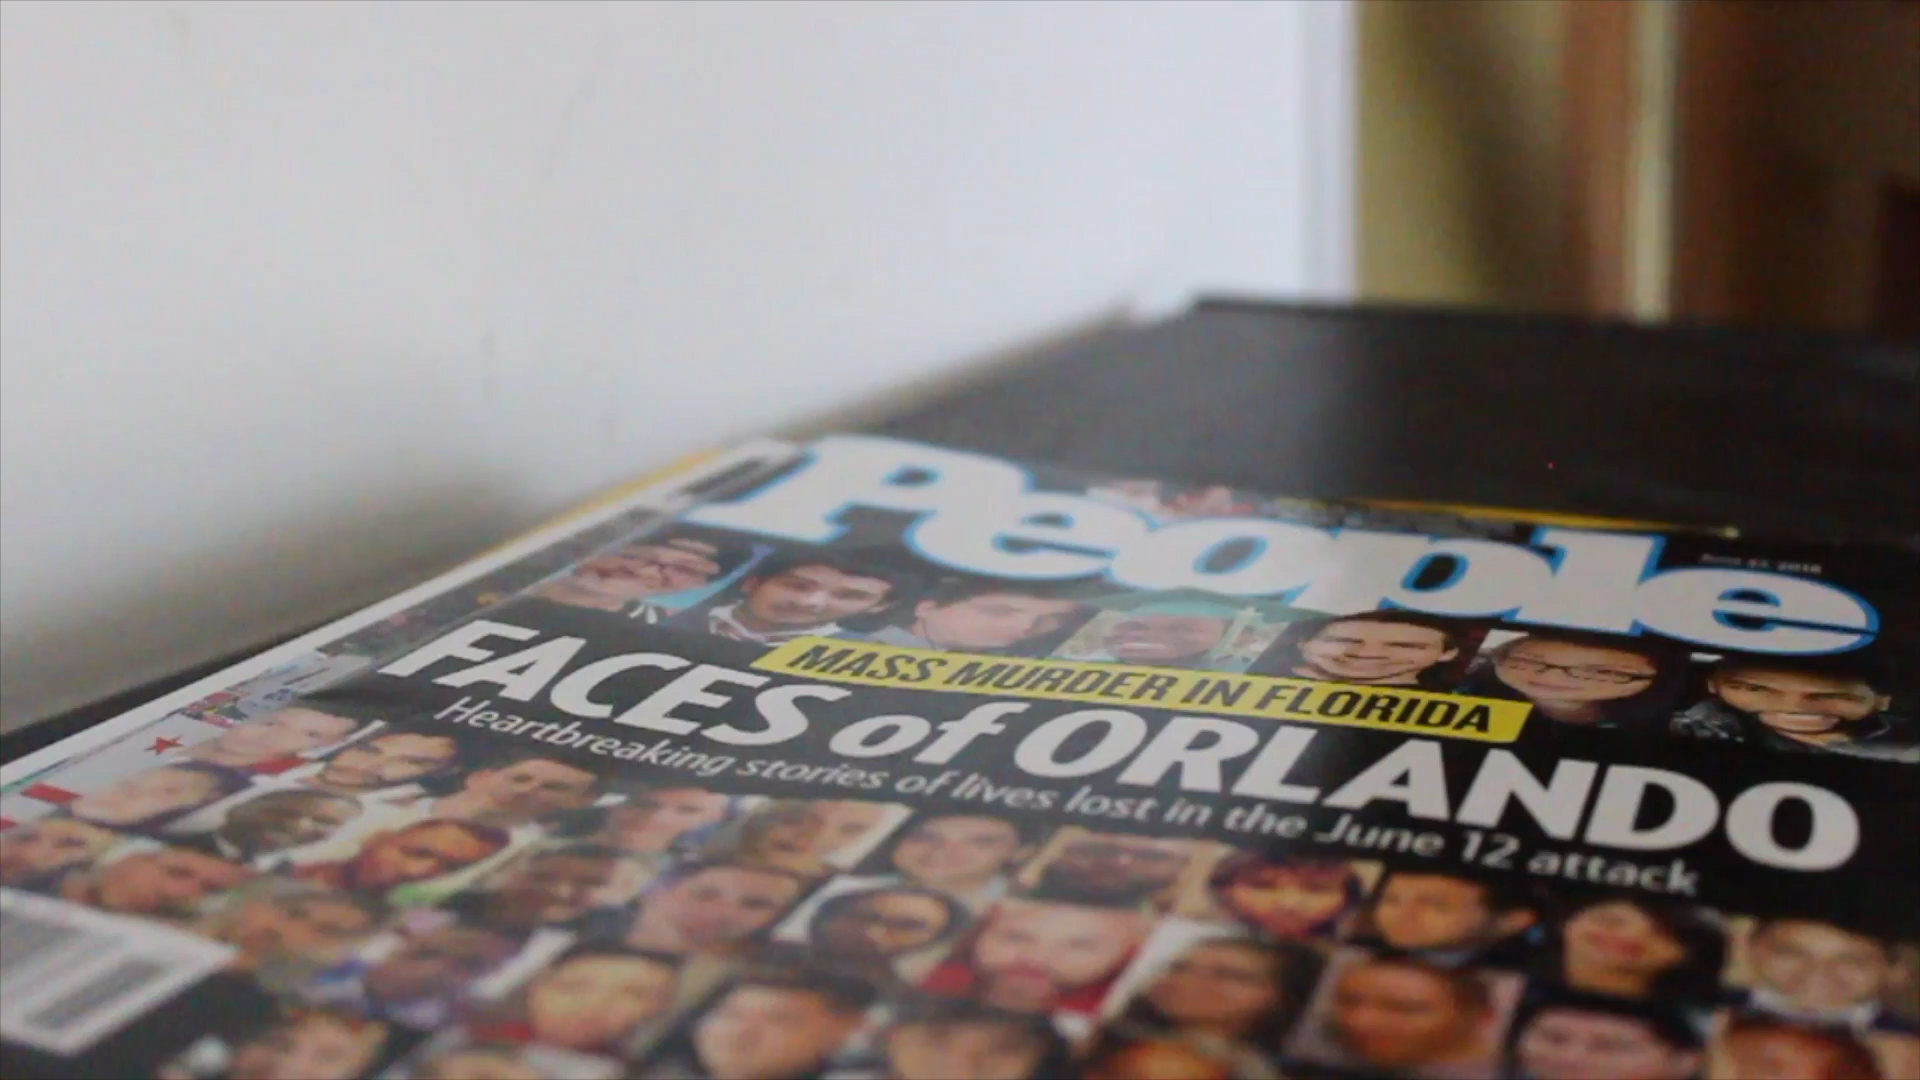 People
MASS MURDER IN FLORIDA
FACES of ORLANDO
Heartbreaking stories of lives lost in the June 12 attack